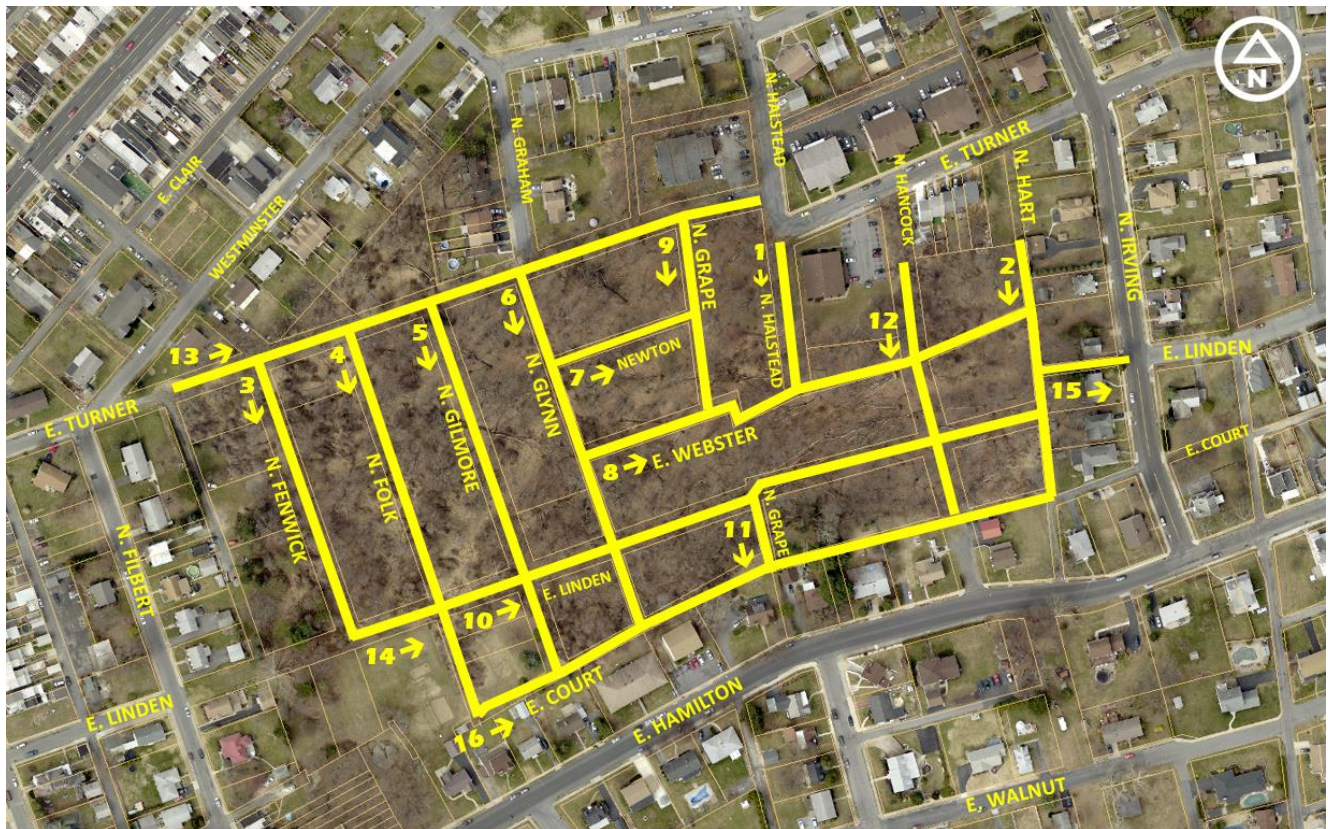 N
N. GRAHAM
N. HALSTEAD
E. CLAIR
WESTMINSTER
E. TURNER
N. HANCOCK
N. HART
N. IRVING
9
N. GRAPE
1 →
N. HALSTEAD
2 →
6 →
12 →
5 →
4 →
13 →
3 →
N. GLYNN
7 → NEWTON
E. LINDEN
15 →
E. TURNER
N. GILMORE
N. FOLK
N. FENWICK
8 → E. WEBSTER
E. COURT
N. GRAPE
11 →
N. FILBERT
10 → E. LINDEN
14 →
E. LINDEN
E. COURT
16 →
E. HAMILTON
E, WALNUT